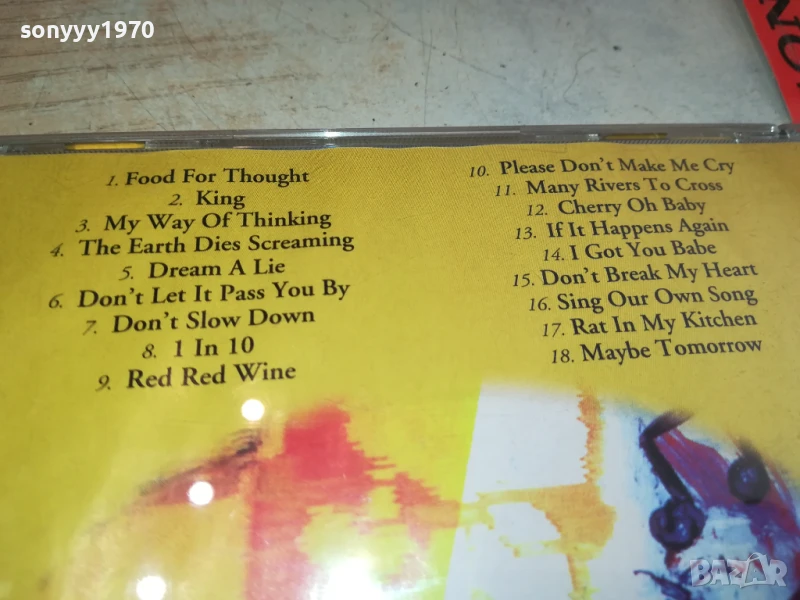 sonyyy1970
NO
1. Food For Thought
2. King
3. My Way Of Thinking
4. The Earth Dies Screaming
5. Dream A Lie
6. Don't Let It Pass You By
7. Don't Slow Down
8. 1 In 10
9. Red Red Wine
10. Please Don't Make Me Cry
11. Many Rivers To Cross
12. Cherry Oh Baby
13. If It Happens Again
14. I Got You Babe
15. Don't Break My Heart
16. Sing Our Own Song
17. Rat In My Kitchen
18. Maybe Tomorrow
BAZAR